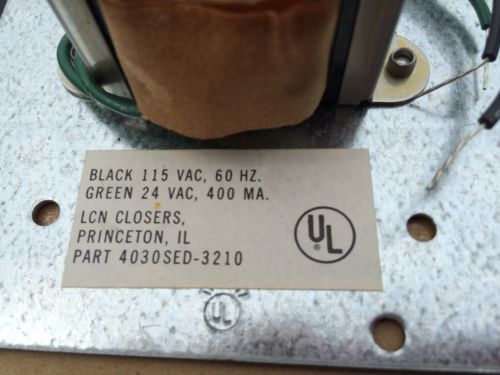 BLACK 115 VAC, 60 HZ.
GREEN 24 VAC, 400 MA.
LCN CLOSERS,
PRINCETON, IL
PART 4030SED-3210
UL
®
UL